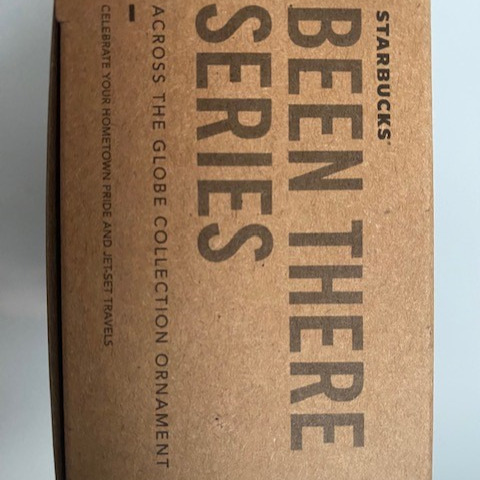 STARBUCKS®
BEEN THERE
SERIES
ACROSS THE GLOBE COLLECTION ORNAMENT
CELEBRATE YOUR HOMETOWN PRIDE AND JET-SET TRAVELS